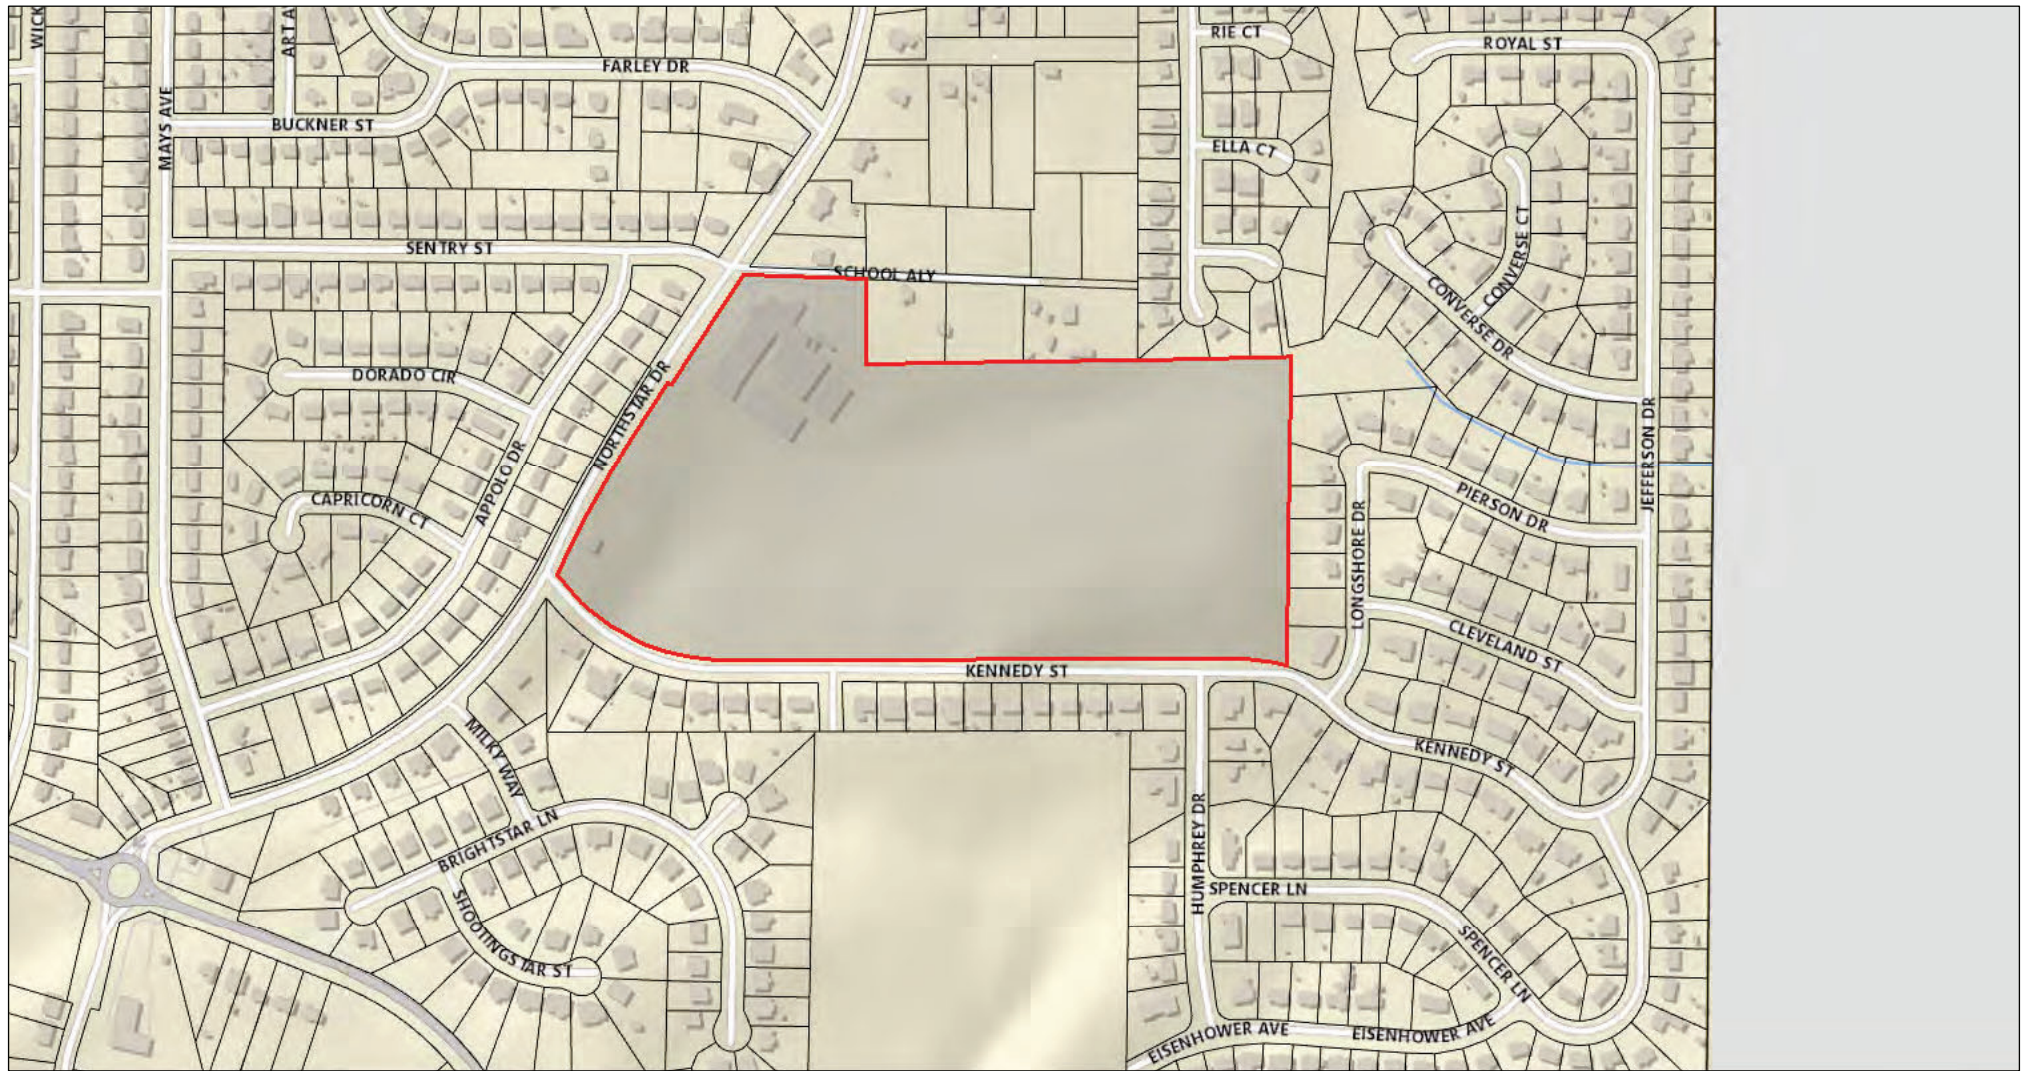 WICK
ART A
RIE CT
ROYAL ST
FARLEY DR
MAYS AVE
BUCKNER ST
ELLA CT
SENTRY ST
CONVERSE CT
SCHOOL ALY
CONVERSE DR
DORADO CIR
NORTHSTAR DR
JEFFERSON DR
APPOLO DR
CAPRICORN CT
PIERSON DR
LONGSHORE DR
CLEVELAND ST
KENNEDY ST
MILKY WAY
KENNEDY ST
BRIGHTSTAR LN
HUMPHREY DR
SPENCER LN
SHOOTINGSTAR ST
SPENCER LN
EISENHOWER AVE
EISENHOWER AVE